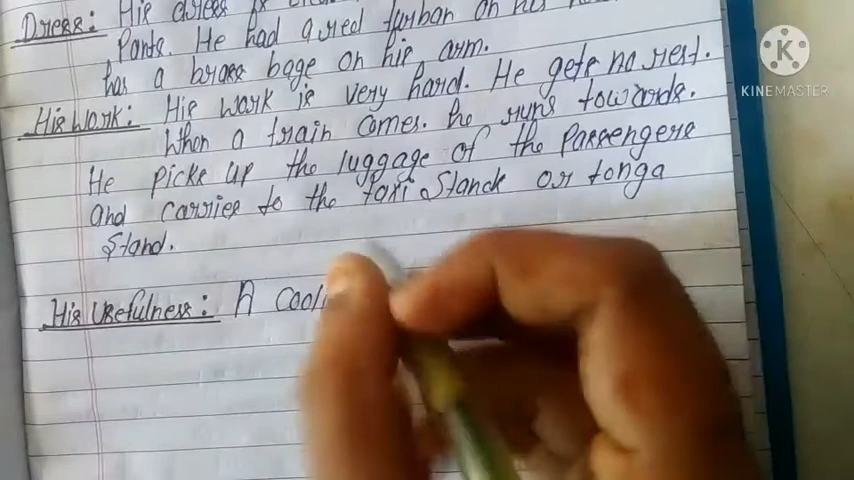 Dress: His dress is
Pants. He had a red turban on his
has a brass bage on his arm.
His Work: His work is very hard. He gets no rest.
When a train comes. he runs towards.
He picks up the luggage of the Passengers
and carries to the taxi Stands or tonga
Stand.
His Usefulness: A cooli
K
KINEMASTER